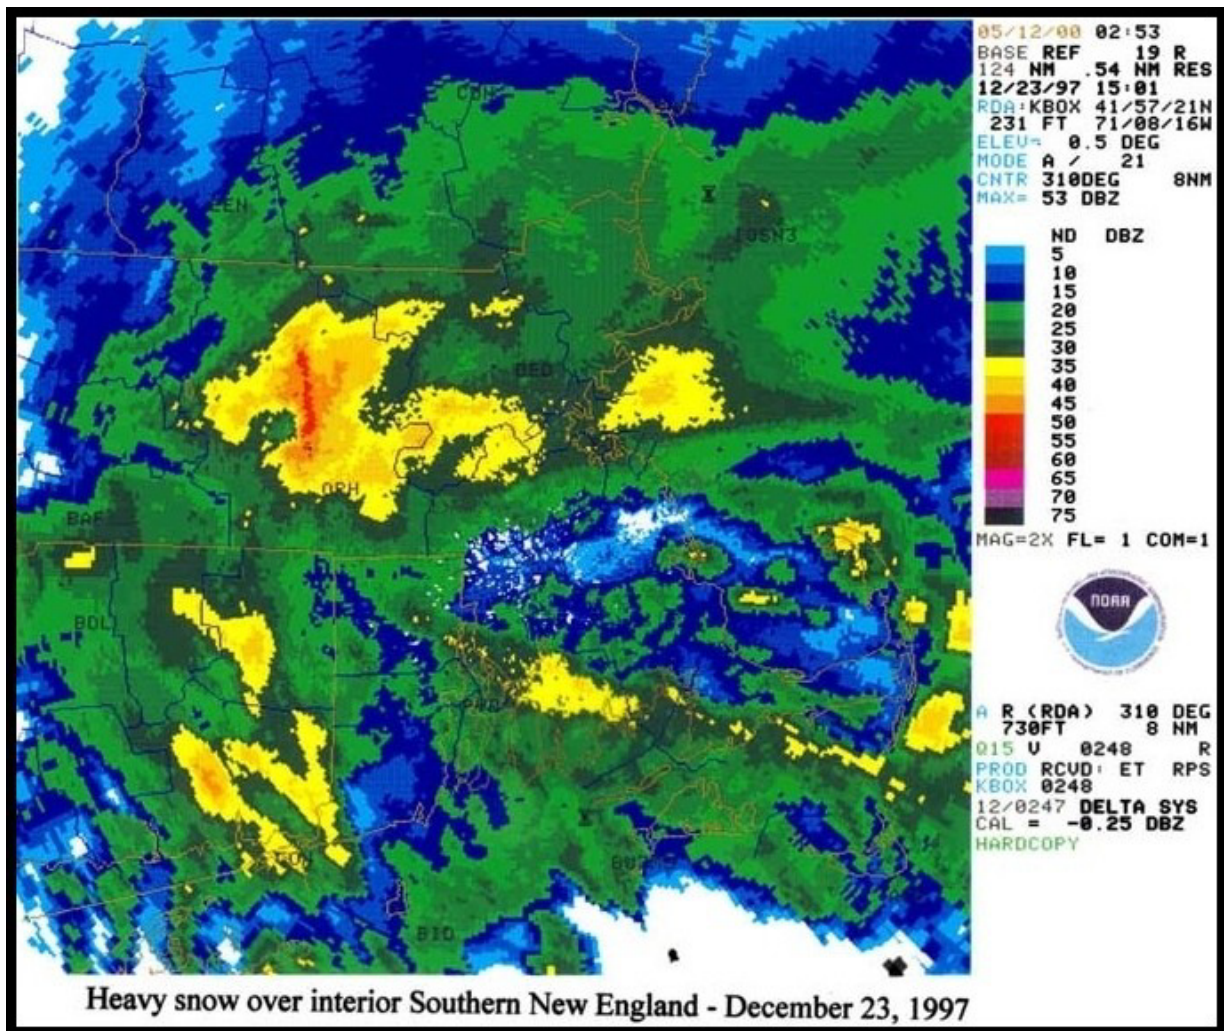 05/12/00 02:53
BASE REF 19 R
124 NM .54 NM RES
12/23/97 15:01
RDA:KBOX 41/57/21N
231 FT 71/08/16W
ELEV= 0.5 DEG
MODE A / 21
CNTR 310DEG 8NM
MAX= 53 DBZ
ND DBZ
5
10
15
20
25
30
35
40
45
50
55
60
65
70
75
MAG=2X FL= 1 COM=1
NOAA
A R (RDA) 310 DEG
730FT 8 NM
Q15 V 0248 R
PROD RCVD: ET RPS
KBOX 0248
12/0247 DELTA SYS
CAL = -0.25 DBZ
HARDCOPY
CON
EEN
IOSN3
BED
ORH
BAF
BDL
PVD
GON
BID
Heavy snow over interior Southern New England - December 23, 1997